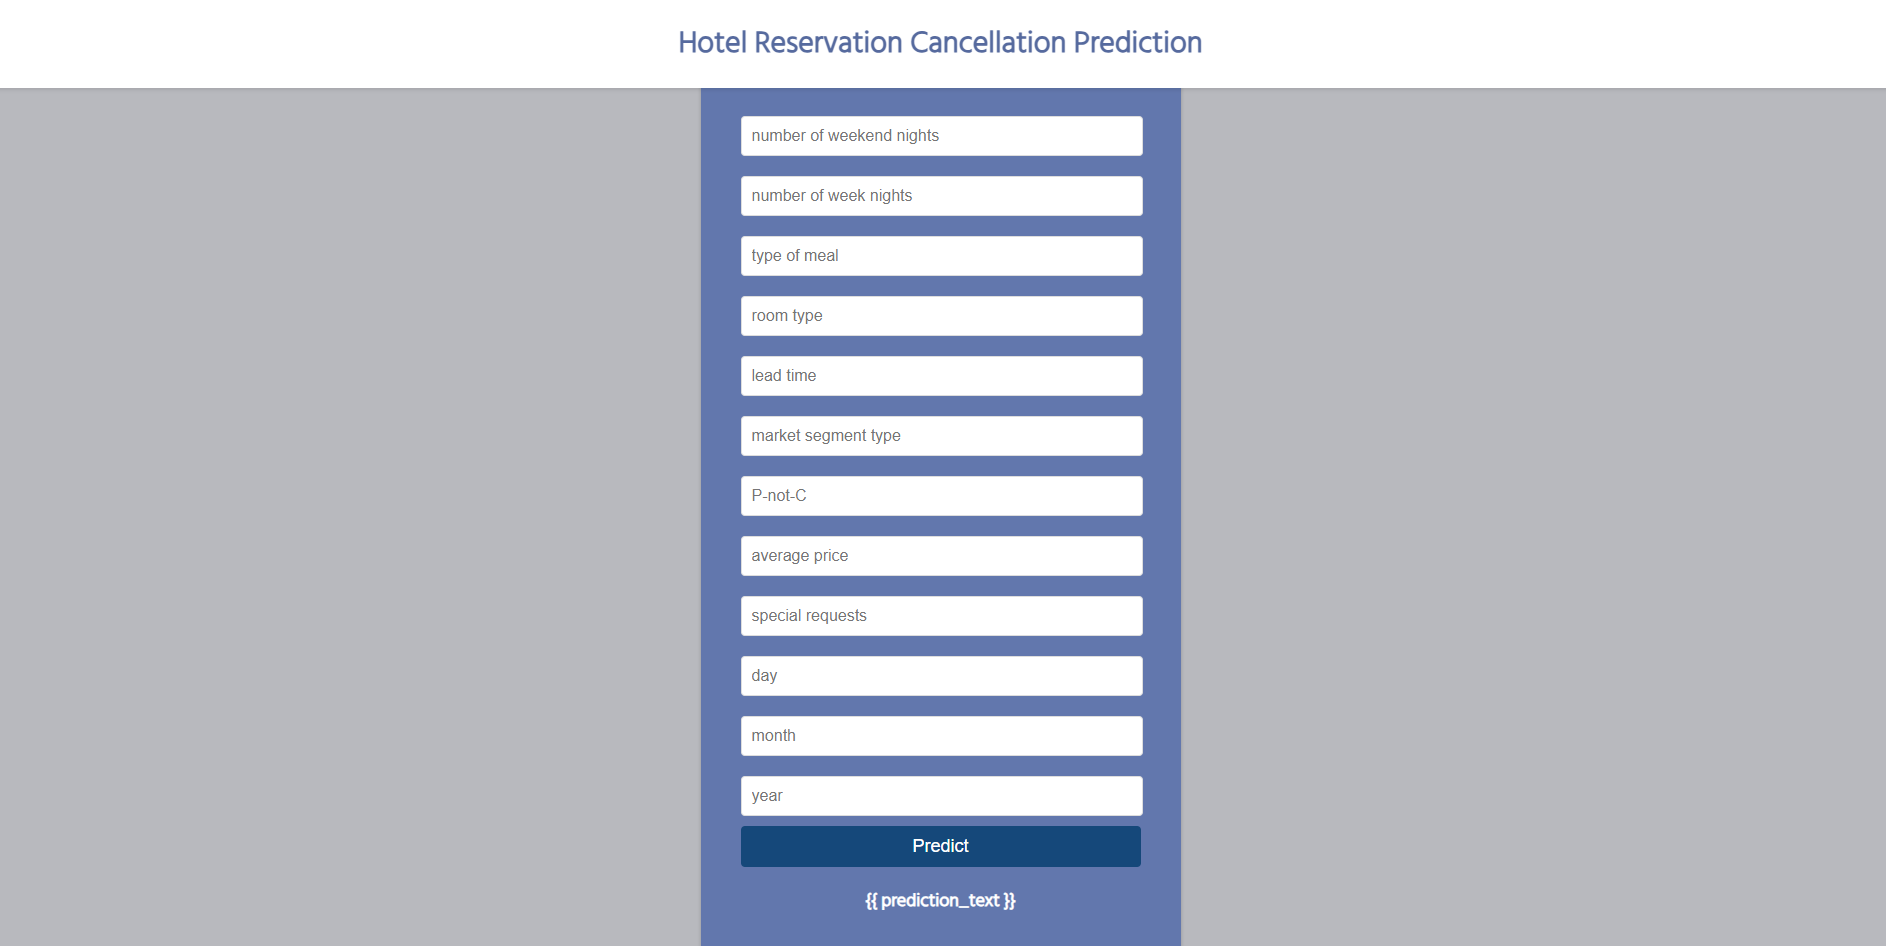 Hotel Reservation Cancellation Prediction
number of weekend nights
number of week nights
type of meal
room type
lead time
market segment type
P-not-C
average price
special requests
day
month
year
Predict
{{ prediction_text }}